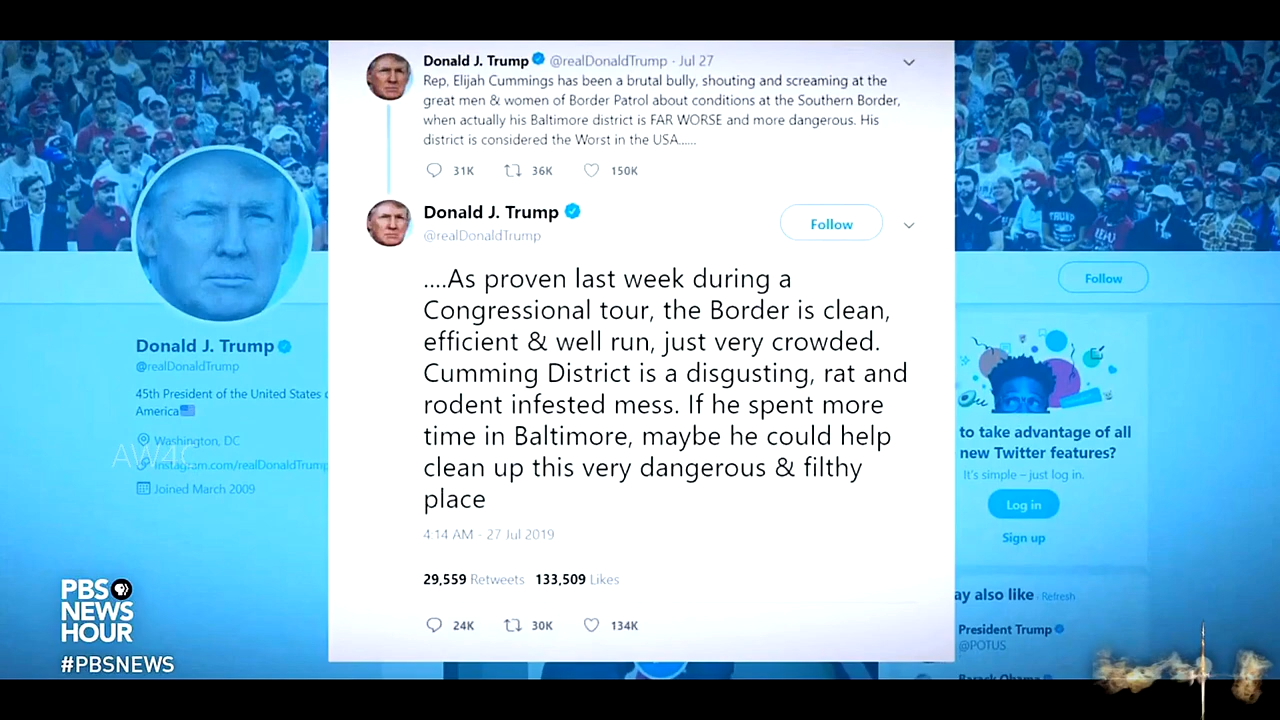 Donald J. Trump @realDonaldTrump · Jul 27
Rep, Elijah Cummings has been a brutal bully, shouting and screaming at the
great men & women of Border Patrol about conditions at the Southern Border,
when actually his Baltimore district is FAR WORSE and more dangerous. His
district is considered the Worst in the USA......
31K 36K 150K
Donald J. Trump
@realDonaldTrump
Follow
....As proven last week during a
Congressional tour, the Border is clean,
efficient & well run, just very crowded.
Cumming District is a disgusting, rat and
rodent infested mess. If he spent more
time in Baltimore, maybe he could help
clean up this very dangerous & filthy
place
4:14 AM - 27 Jul 2019
29,559 Retweets 133,509 Likes
24K 30K 134K
Donald J. Trump
@realDonaldTrump
45th President of the United States
America
Washington, DC
instagram.com/realDonaldTrump
Joined March 2009
AW4C
PBS
NEWS
HOUR
#PBSNEWS
Follow
to take advantage of all
new Twitter features?
It's simple – just log in.
Log in
Sign up
ay also like · Refresh
President Trump
@POTUS
Barack Obama
TRUMP